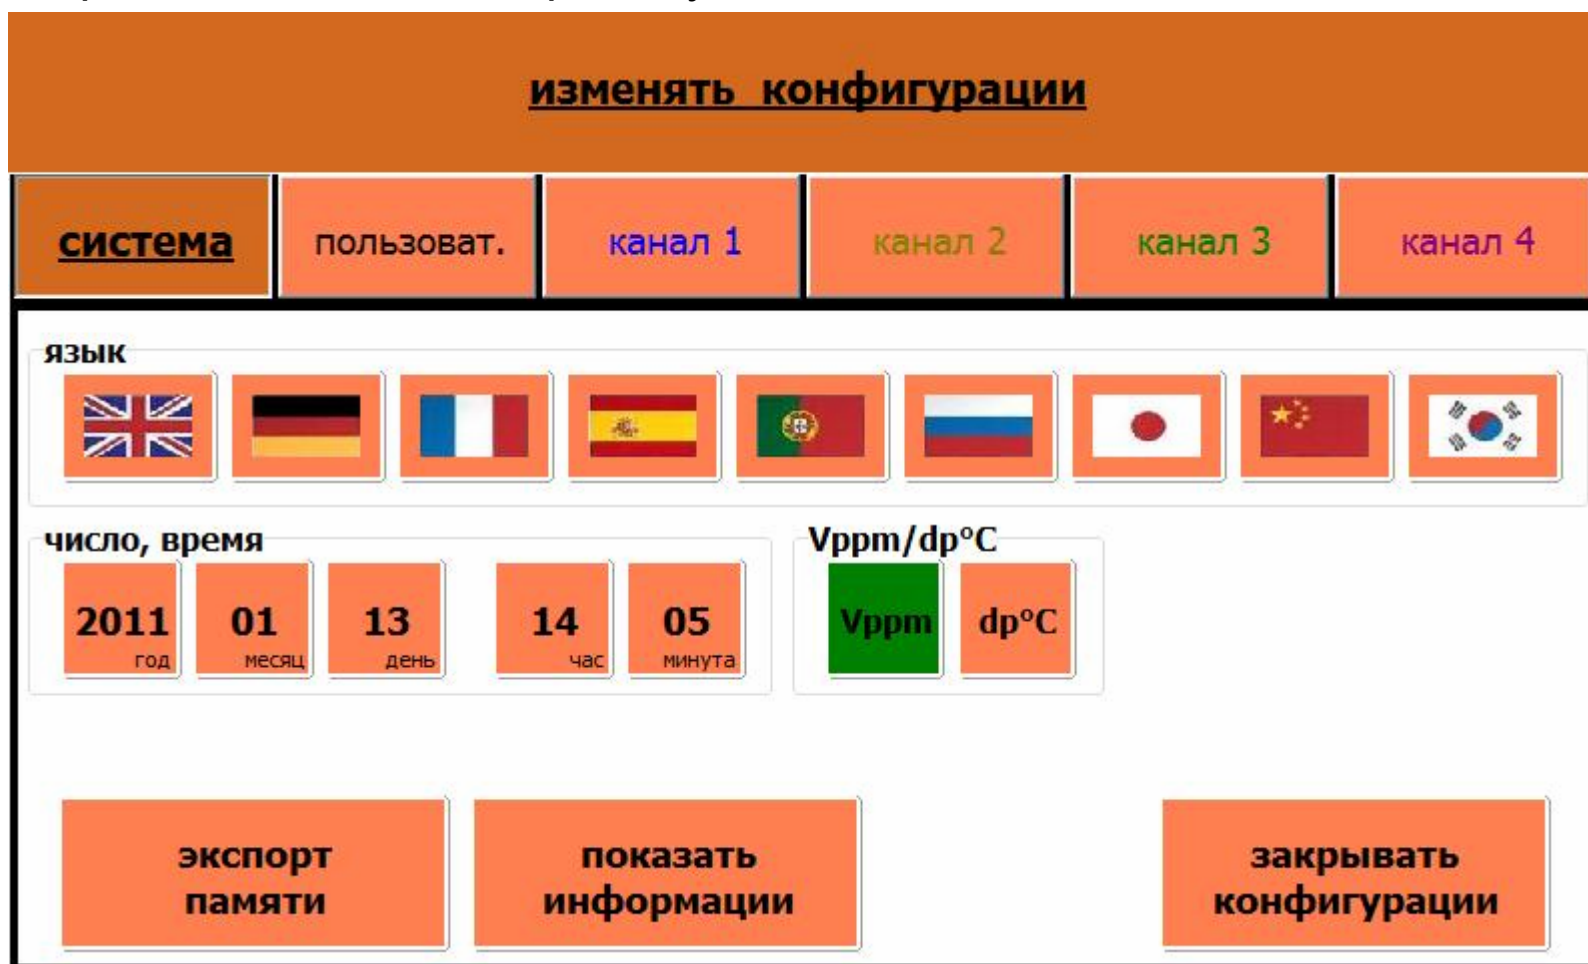 изменять конфигурации
система
пользоват.
канал 1
канал 2
канал 3
канал 4
язык
число, время
2011
год
01
месяц
13
день
14
час
05
минута
Vppm/dp°C
Vppm
dp°C
экспорт
памяти
показать
информации
закрывать
конфигурации